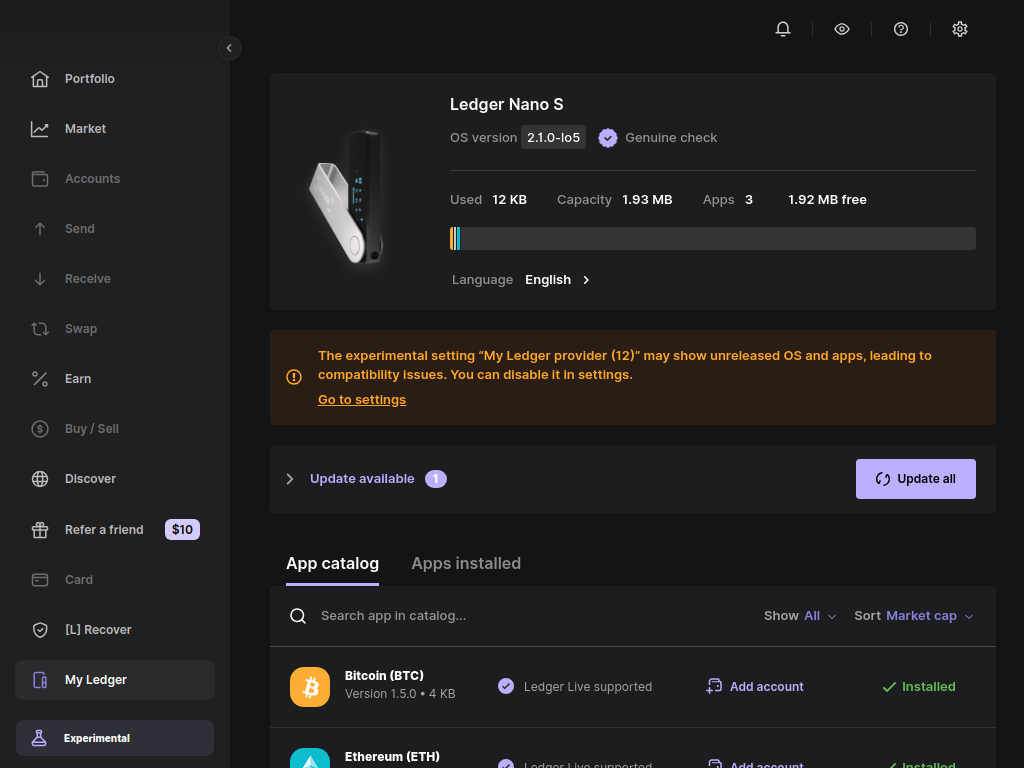 Portfolio
Market
Accounts
Send
Receive
Swap
Earn
Buy / Sell
Discover
Refer a friend $10
Card
[L] Recover
My Ledger
Experimental
Ledger Nano S
OS version 2.1.0-lo5 Genuine check
Used 12 KB Capacity 1.93 MB Apps 3 1.92 MB free
Language English
The experimental setting “My Ledger provider (12)” may show unreleased OS and apps, leading to
compatibility issues. You can disable it in settings.
Go to settings
Update available 1 Update all
App catalog Apps installed
Search app in catalog... Show All Sort Market cap
Bitcoin (BTC)
Version 1.5.0 • 4 KB
Ledger Live supported Add account Installed
Ethereum (ETH)
Ledger Live supported Add account Installed